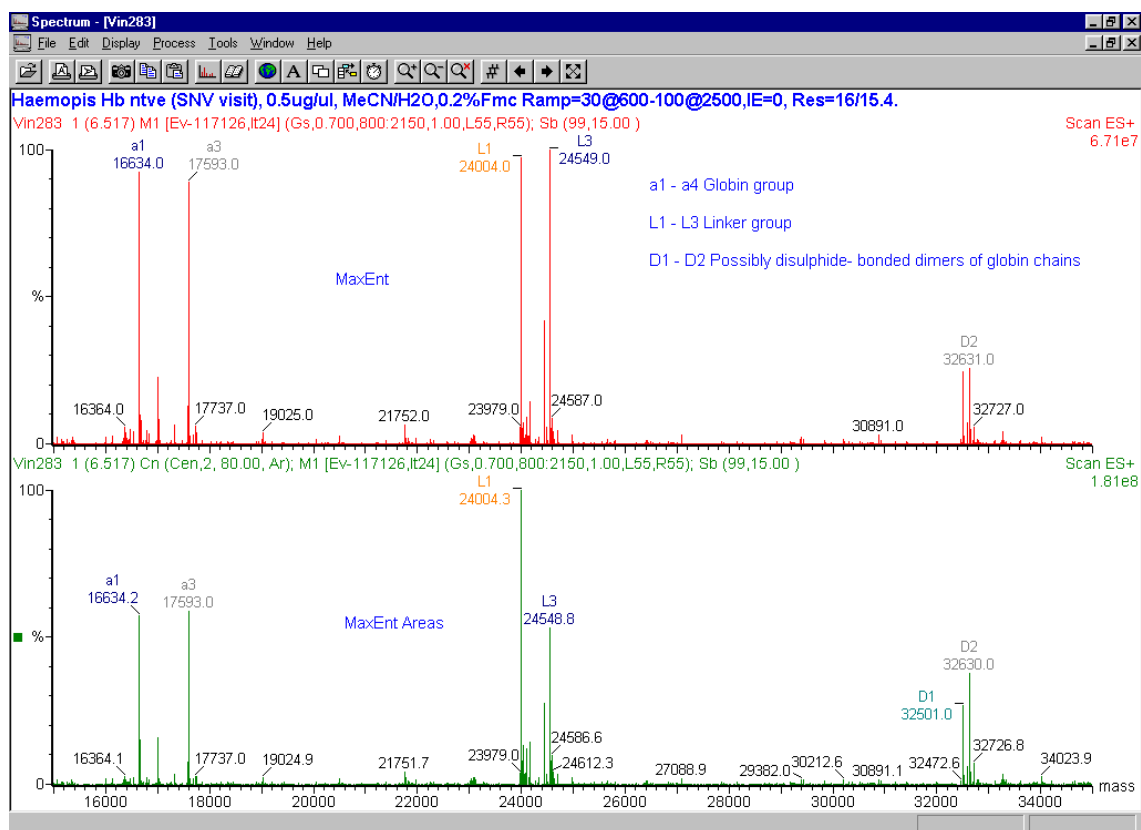 Spectrum - [Vin283]
File Edit Display Process Tools Window Help
Haemopis Hb ntve (SNV visit), 0.5ug/ul, MeCN/H2O,0.2%Fmc Ramp=30@600-100@2500,IE=0, Res=16/15.4.
Vin283 1 (6.517) M1 [Ev-117126,It24] (Gs,0.700,800:2150,1.00,L55,R55); Sb (99,15.00 ) Scan ES+
6.71e7
100
%
0
a1
16634.0
a3
17593.0
L1
24004.0
L3
24549.0
a1 - a4 Globin group
L1 - L3 Linker group
D1 - D2 Possibly disulphide- bonded dimers of globin chains
MaxEnt
D2
32631.0
16364.0
17737.0
19025.0
21752.0
23979.0
24587.0
30891.0
32727.0
Vin283 1 (6.517) Cn (Cen,2, 80.00, Ar); M1 [Ev-117126,It24] (Gs,0.700,800:2150,1.00,L55,R55); Sb (99,15.00 ) Scan ES+
1.81e8
100
%
0
L1
24004.3
a1
16634.2
a3
17593.0
L3
24548.8
MaxEnt Areas
D2
32630.0
D1
32501.0
16364.1
17737.0
19024.9
21751.7
23979.0
24586.6
24612.3
27088.9
29382.0
30212.6
30891.1
32472.6
32726.8
34023.9
mass
16000 18000 20000 22000 24000 26000 28000 30000 32000 34000